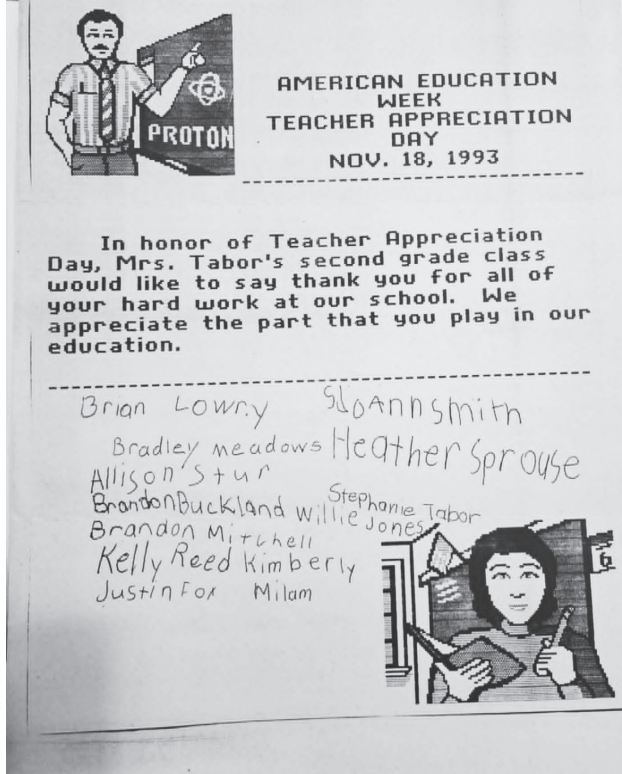 PROTON
AMERICAN EDUCATION
WEEK
TEACHER APPRECIATION
DAY
NOV. 18, 1993
In honor of Teacher Appreciation
Day, Mrs. Tabor's second grade class
would like to say thank you for all of
your hard work at our school. We
appreciate the part that you play in our
education.
Brian Lowry
JoAnn Smith
Bradley meadows
Heather Sprouse
Allison Stur
Brandon Buckland
Willie Jones
Stephanie Tabor
Brandon Mitchell
Kelly Reed
Kimberly
Milam
Justin Fox
6